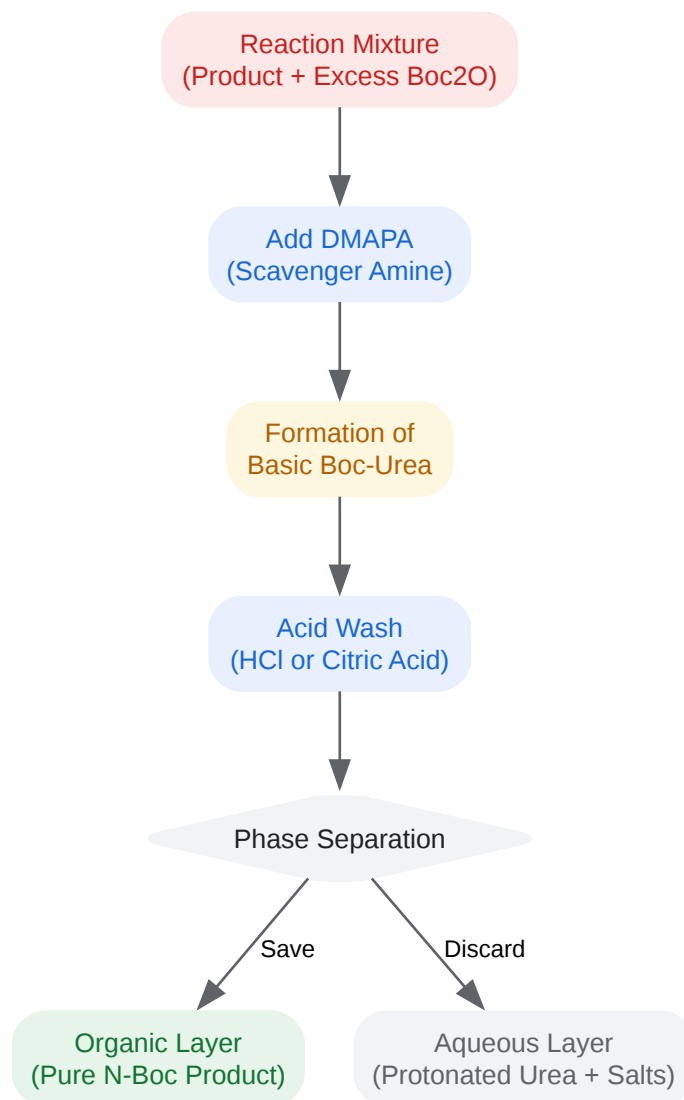 Reaction Mixture
(Product + Excess Boc2O)
Add DMAPA
(Scavenger Amine)
Formation of
Basic Boc-Urea
Acid Wash
(HCl or Citric Acid)
Phase Separation
Save
Discard
Organic Layer
(Pure N-Boc Product)
Aqueous Layer
(Protonated Urea + Salts)